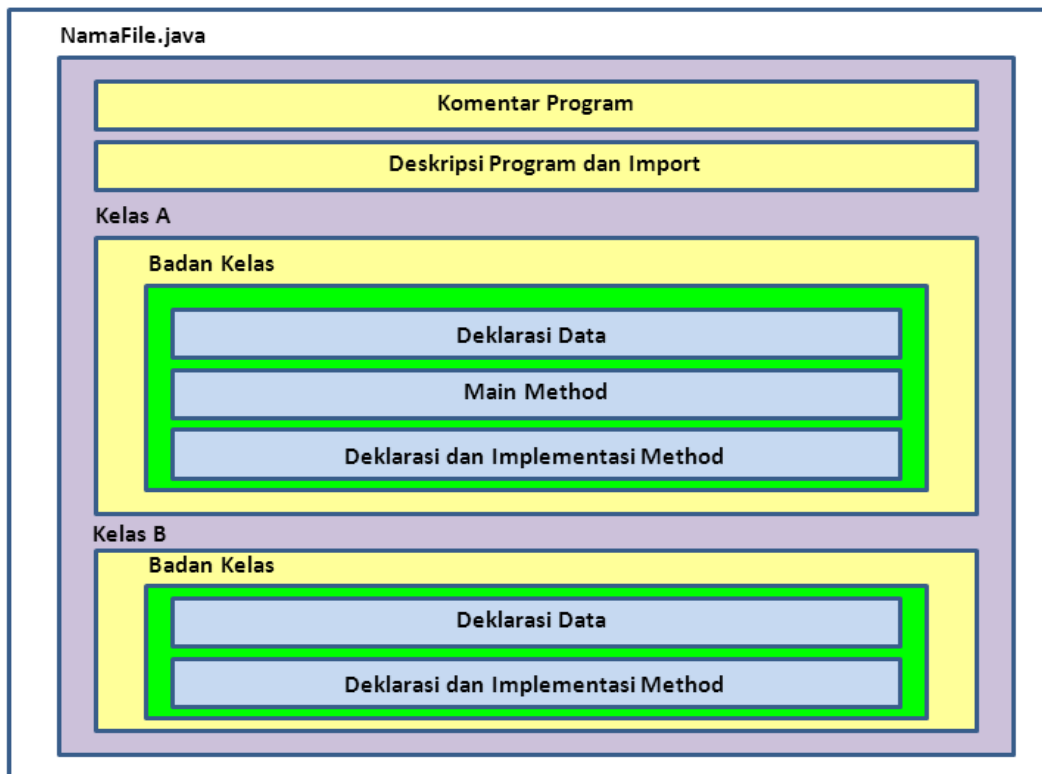 NamaFile.java
Komentar Program
Deskripsi Program dan Import
Kelas A
Badan Kelas
Deklarasi Data
Main Method
Deklarasi dan Implementasi Method
Kelas B
Badan Kelas
Deklarasi Data
Deklarasi dan Implementasi Method